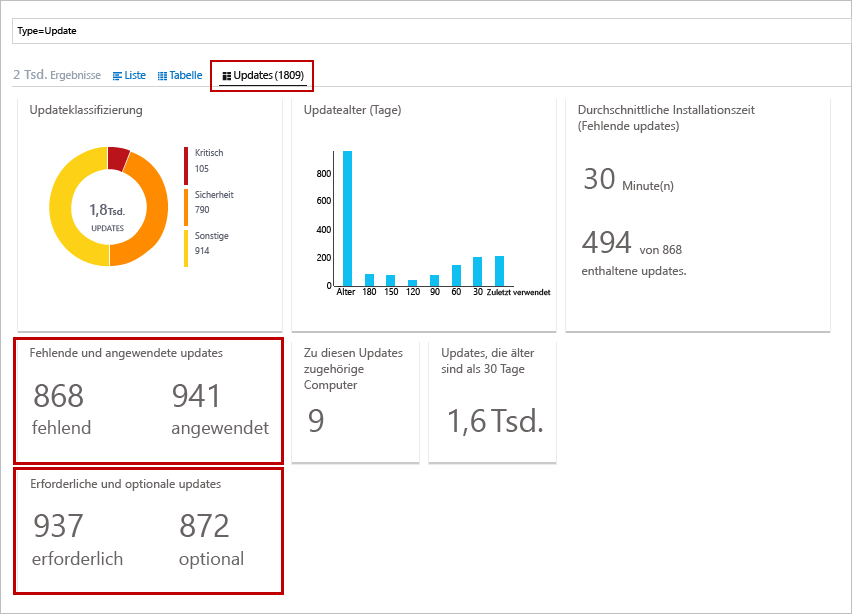 Type=Update
2 Tsd. Ergebnisse Liste Tabelle Updates (1809)
Updateklassifizierung
1,8Tsd.
UPDATES
Kritisch
105
Sicherheit
790
Sonstige
914
Updatealter (Tage)
800
600
400
200
0
Alter 180 150 120 90 60 30 Zuletzt verwendet
Durchschnittliche Installationszeit
(Fehlende updates)
30 Minute(n)
494 von 868
enthaltene updates.
Fehlende und angewendete updates
868 941
fehlend angewendet
Zu diesen Updates
zugehörige
Computer
9
Updates, die älter
sind als 30 Tage
1,6 Tsd.
Erforderliche und optionale updates
937 872
erforderlich optional